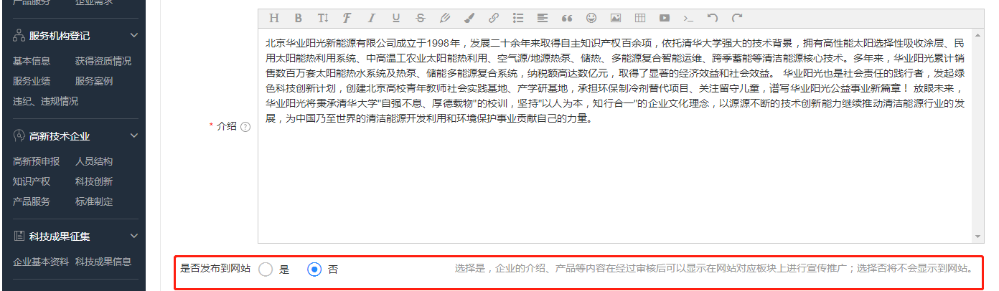 产品服务 企业需求
服务机构登记
基本信息 获得资质情况
服务业绩 服务案例
违纪、违规情况
高新技术企业
高新预申报 人员结构
知识产权 科技创新
产品服务 标准制定
科技成果征集
企业基本资料 科技成果信息
* 介绍
北京华业阳光新能源有限公司成立于1998年，发展二十余年来取得自主知识产权百余项，依托清华大学强大的技术背景，拥有高性能太阳选择性吸收涂层、民
用太阳能热利用系统、中高温工农业太阳能热利用、空气源/地源热泵、储热、多能源复合智能运维、跨季蓄能等清洁能源核心技术。多年来，华业阳光累计销
售数百万套太阳能热水系统及热泵、储能多能源复合系统，纳税额高达数亿元，取得了显著的经济效益和社会效益。 华业阳光也是社会责任的践行者，发起绿
色科技创新计划，创建北京高校青年教师社会实践基地、产学研基地，承担环保制冷剂替代项目、关注留守儿童，谱写华业阳光公益事业新篇章！ 放眼未来，
华业阳光将秉承清华大学"自强不息、厚德载物"的校训，坚持"以人为本，知行合一"的企业文化理念，以源源不断的技术创新能力继续推动清洁能源行业的发
展，为中国乃至世界的清洁能源开发利用和环境保护事业贡献自己的力量。
是否发布到网站 是 否 选择是，企业的介绍、产品等内容在经过审核后可以显示在网站对应板块上进行宣传推广；选择否将不会显示到网站。